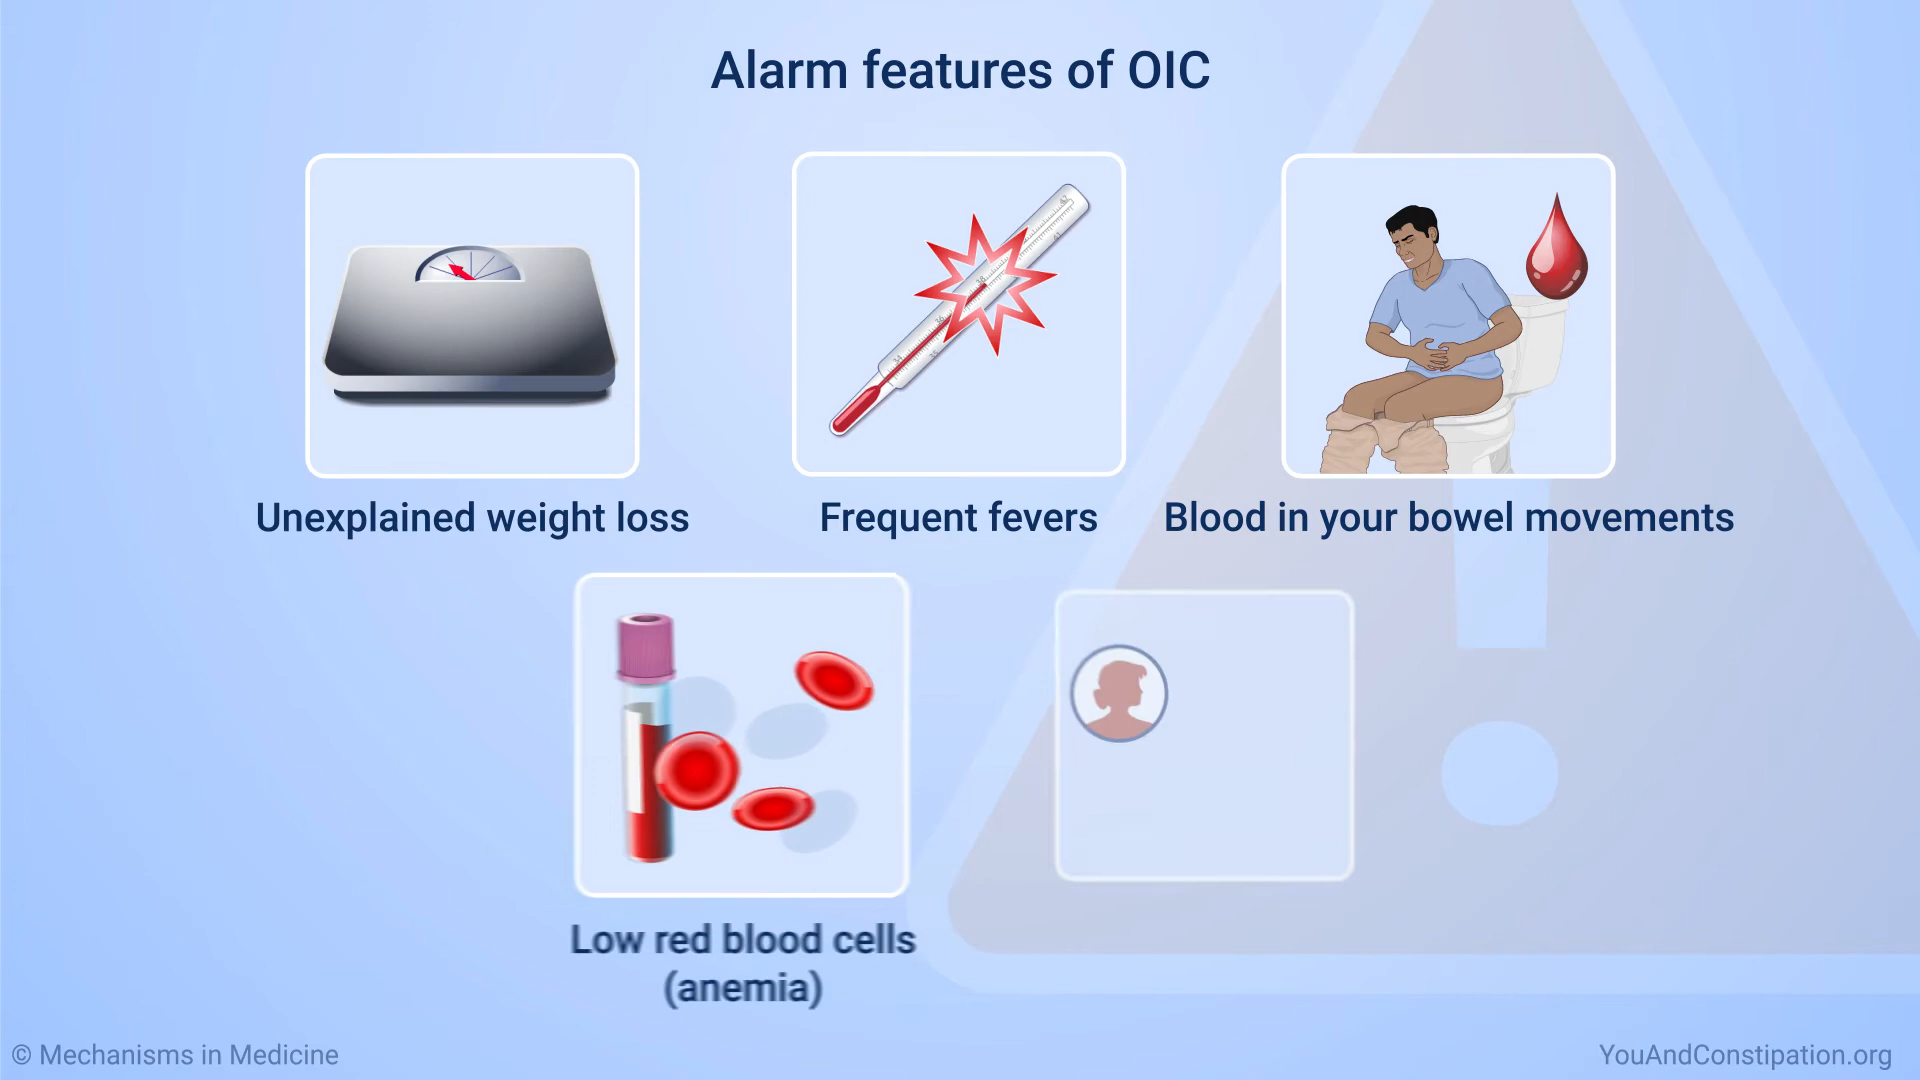 Alarm features of OIC
Unexplained weight loss
Frequent fevers
Blood in your bowel movements
Low red blood cells
(anemia)
© Mechanisms in Medicine
YouAndConstipation.org